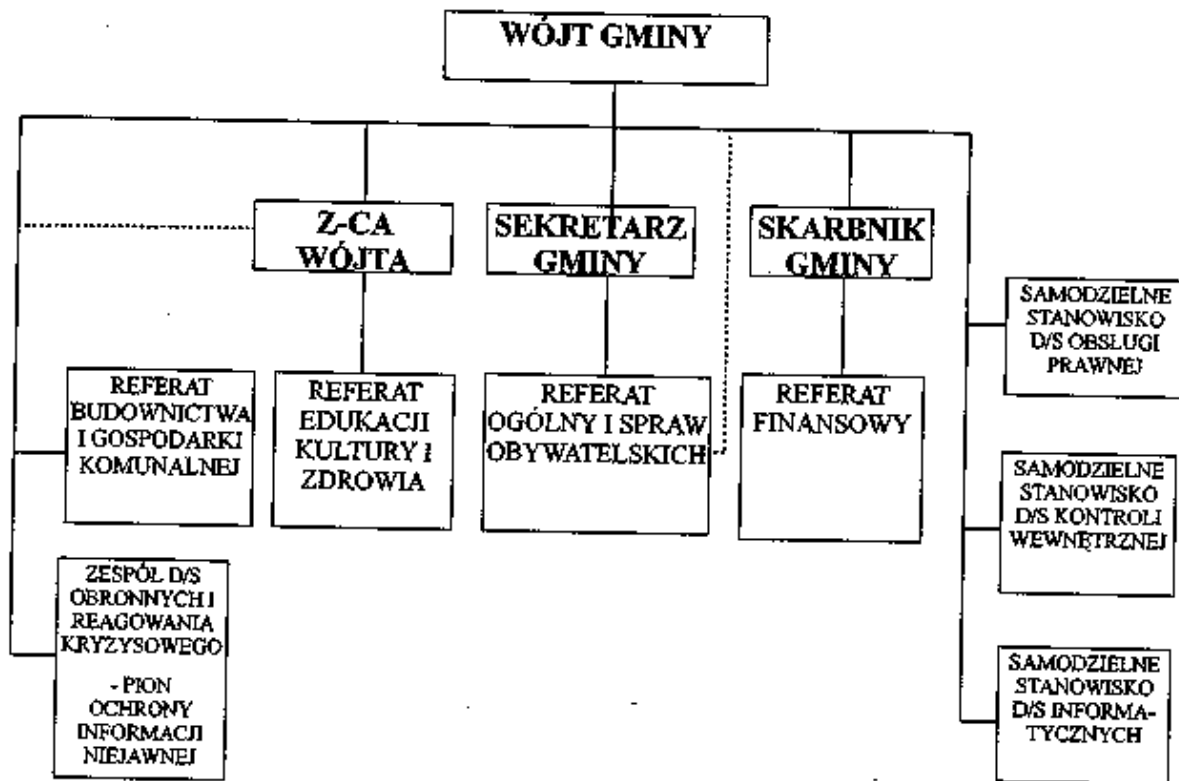 WÓJT GMINY
Z-CA
WÓJTA
SEKRETARZ
GMINY
SKARBNIK
GMINY
SAMODZIELNE
STANOWISKO
D/S OBSŁUGI
PRAWNEJ
REFERAT
BUDOWNICTWA
I GOSPODARKI
KOMUNALNEJ
REFERAT
EDUKACJI
KULTURY I
ZDROWIA
REFERAT
OGÓLNY I SPRAW
OBYWATELSKICH
REFERAT
FINANSOWY
SAMODZIELNE
STANOWISKO
D/S KONTROLI
WEWNĘTRZNEJ
ZESPÓŁ D/S
OBRONNYCH I
REAGOWANIA
KRYZYSOWEGO
- PION
OCHRONY
INFORMACJI
NIEJAWNEJ
SAMODZIELNE
STANOWISKO
D/S INFORMA-
TYCZNYCH